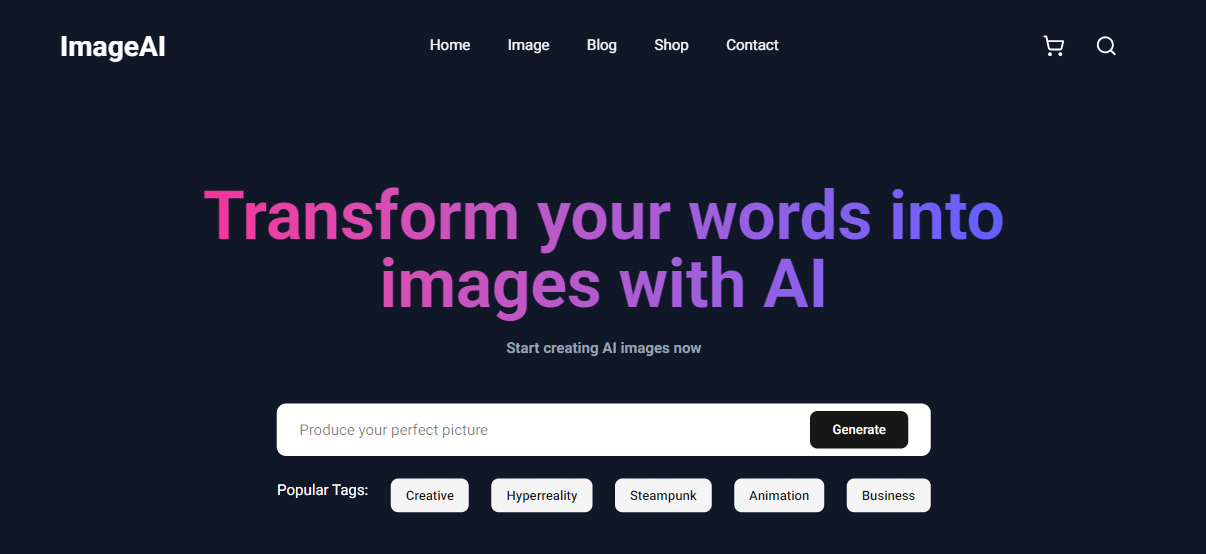 ImageAI
Home Image Blog Shop Contact
Transform your words into
images with AI
Start creating AI images now
Produce your perfect picture
Generate
Popular Tags: Creative Hyperreality Steampunk Animation Business